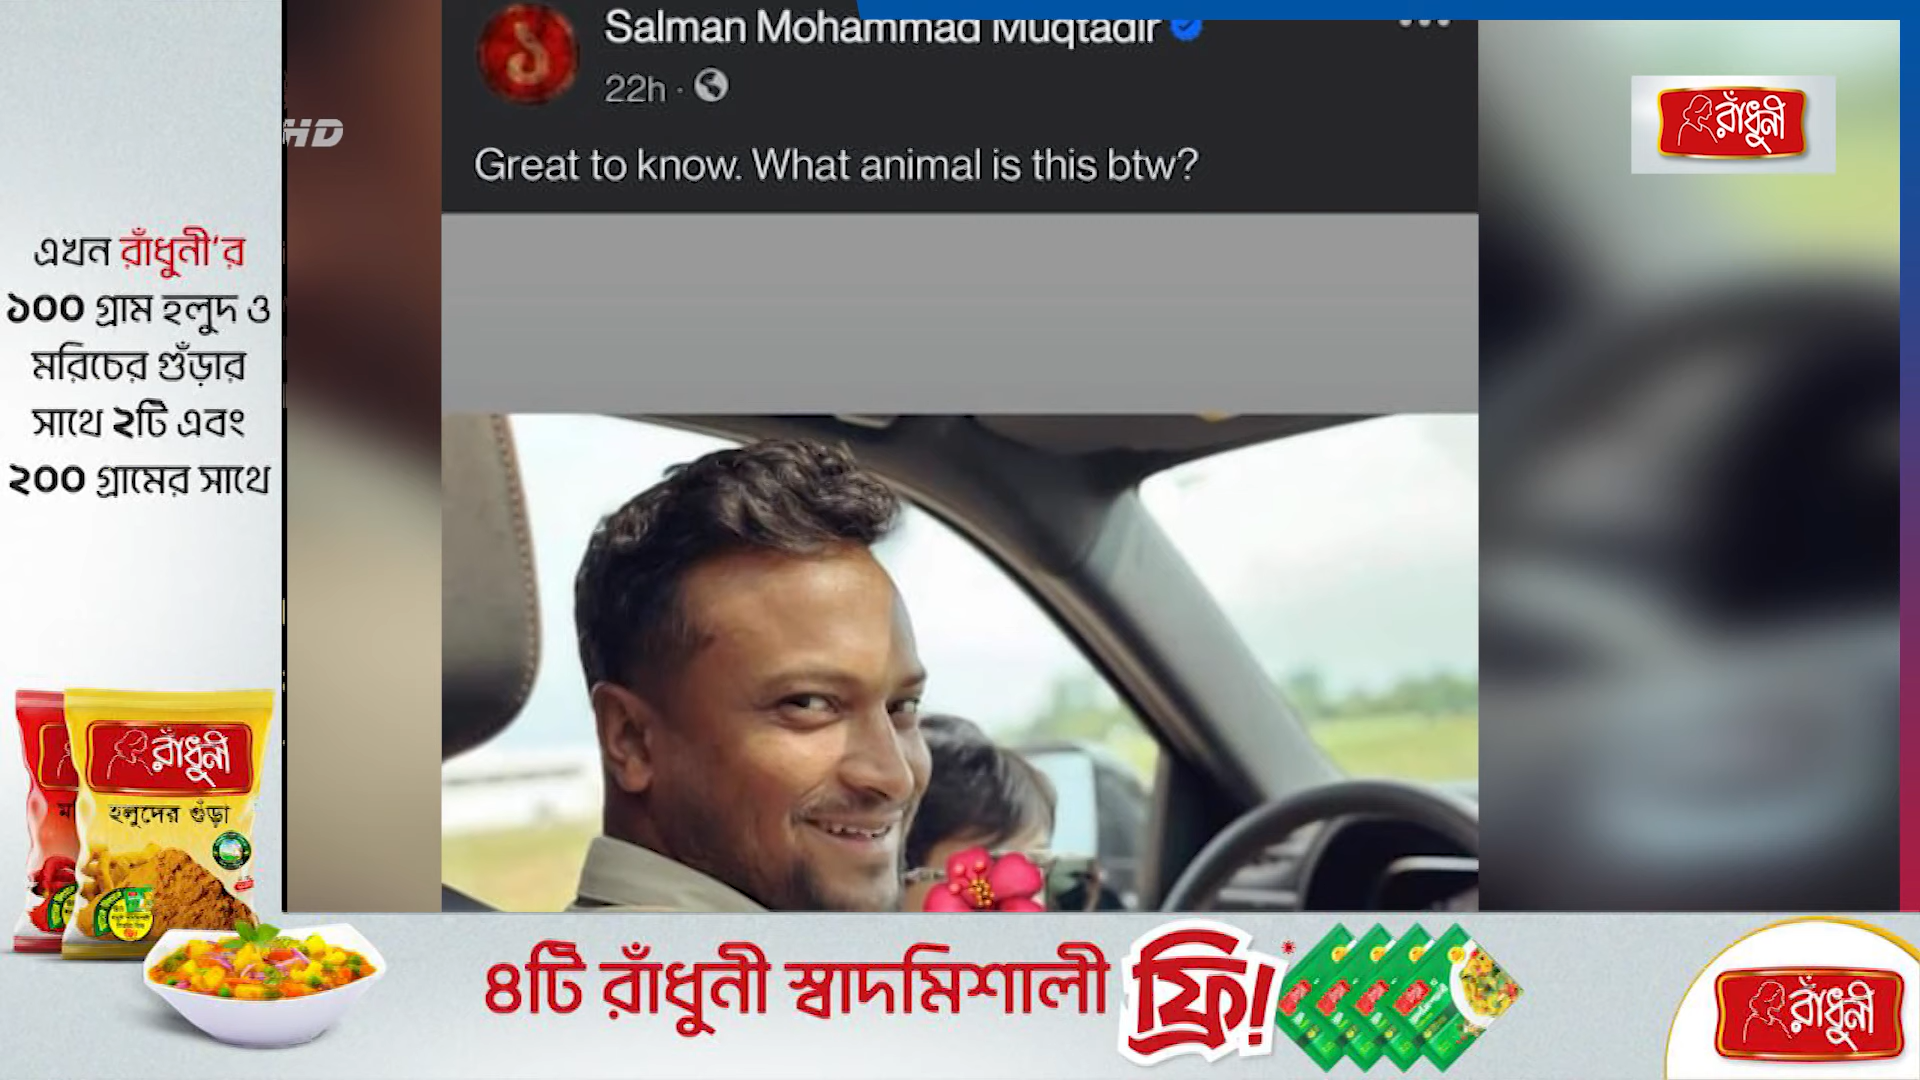 Salman Mohammad Muqtadir
22h ·
Great to know. What animal is this btw?
HD
রাঁধুনী
এখন রাঁধুনী'র
১০০ গ্রাম হলুদ ও
মরিচের গুঁড়ার
সাথে ২টি এবং
২০০ গ্রামের সাথে
রাঁধুনী
হলুদের গুঁড়া
৪টি রাঁধুনী স্বাদমিশালী ফ্রি!
রাঁধুনী